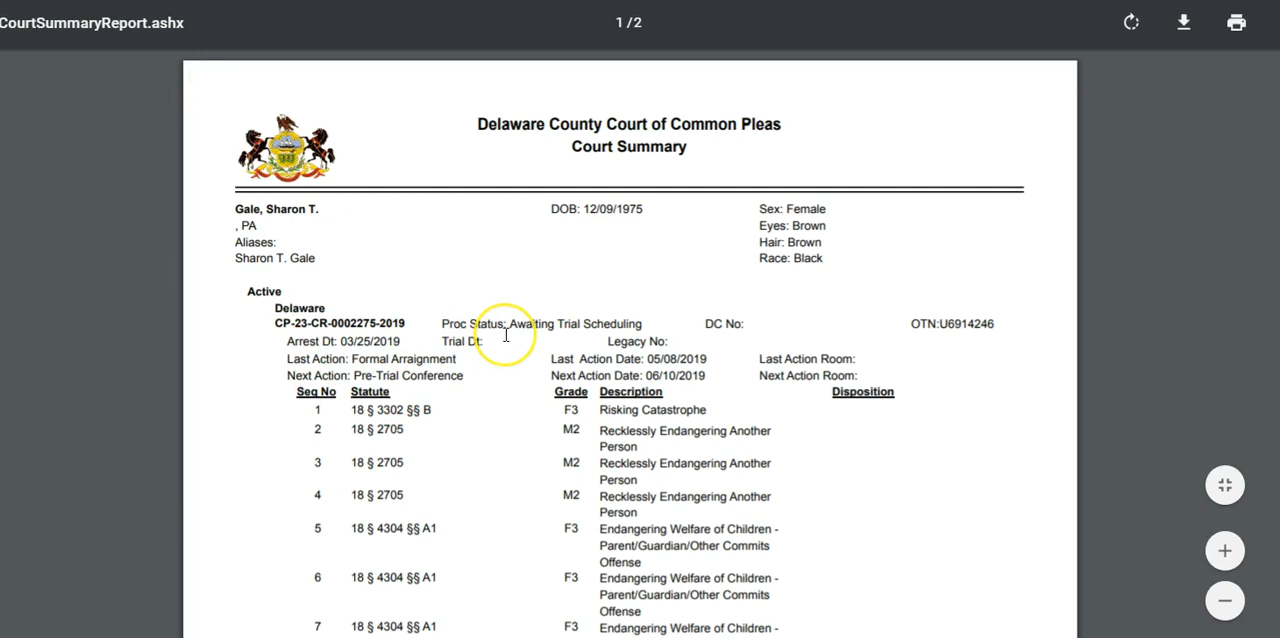 CourtSummaryReport.ashx 1 / 2
Delaware County Court of Common Pleas
Court Summary
Gale, Sharon T. DOB: 12/09/1975 Sex: Female
, PA Eyes: Brown
Aliases: Hair: Brown
Sharon T. Gale Race: Black
Active
Delaware
CP-23-CR-0002275-2019 Proc Status: Awaiting Trial Scheduling DC No: OTN:U6914246
Arrest Dt: 03/25/2019 Trial Dt: Legacy No:
Last Action: Formal Arraignment Last Action Date: 05/08/2019 Last Action Room:
Next Action: Pre-Trial Conference Next Action Date: 06/10/2019 Next Action Room:
Seq No Statute Grade Description Disposition
1 18 § 3302 §§ B F3 Risking Catastrophe
2 18 § 2705 M2 Recklessly Endangering Another
Person
3 18 § 2705 M2 Recklessly Endangering Another
Person
4 18 § 2705 M2 Recklessly Endangering Another
Person
5 18 § 4304 §§ A1 F3 Endangering Welfare of Children -
Parent/Guardian/Other Commits
Offense
6 18 § 4304 §§ A1 F3 Endangering Welfare of Children -
Parent/Guardian/Other Commits
Offense
7 18 § 4304 §§ A1 F3 Endangering Welfare of Children -